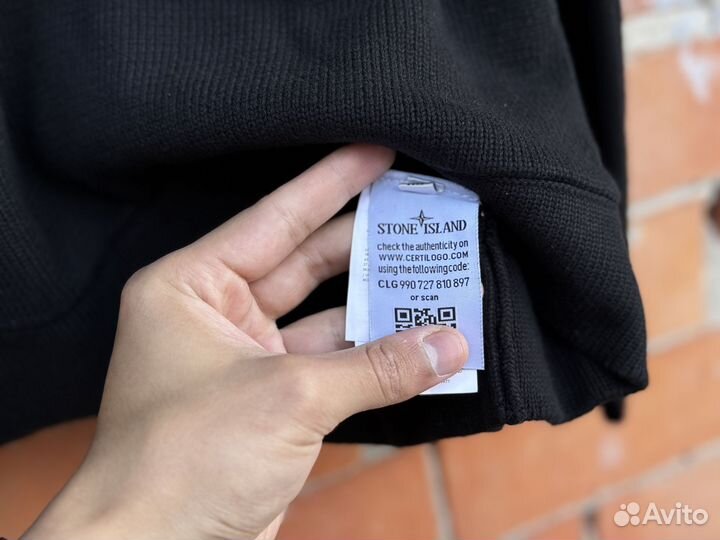 STONE ISLAND
check the authenticity on
WWW.CERTILOGO.COM
using the following code:
CLG 990 727 810 897
or scan
Avito